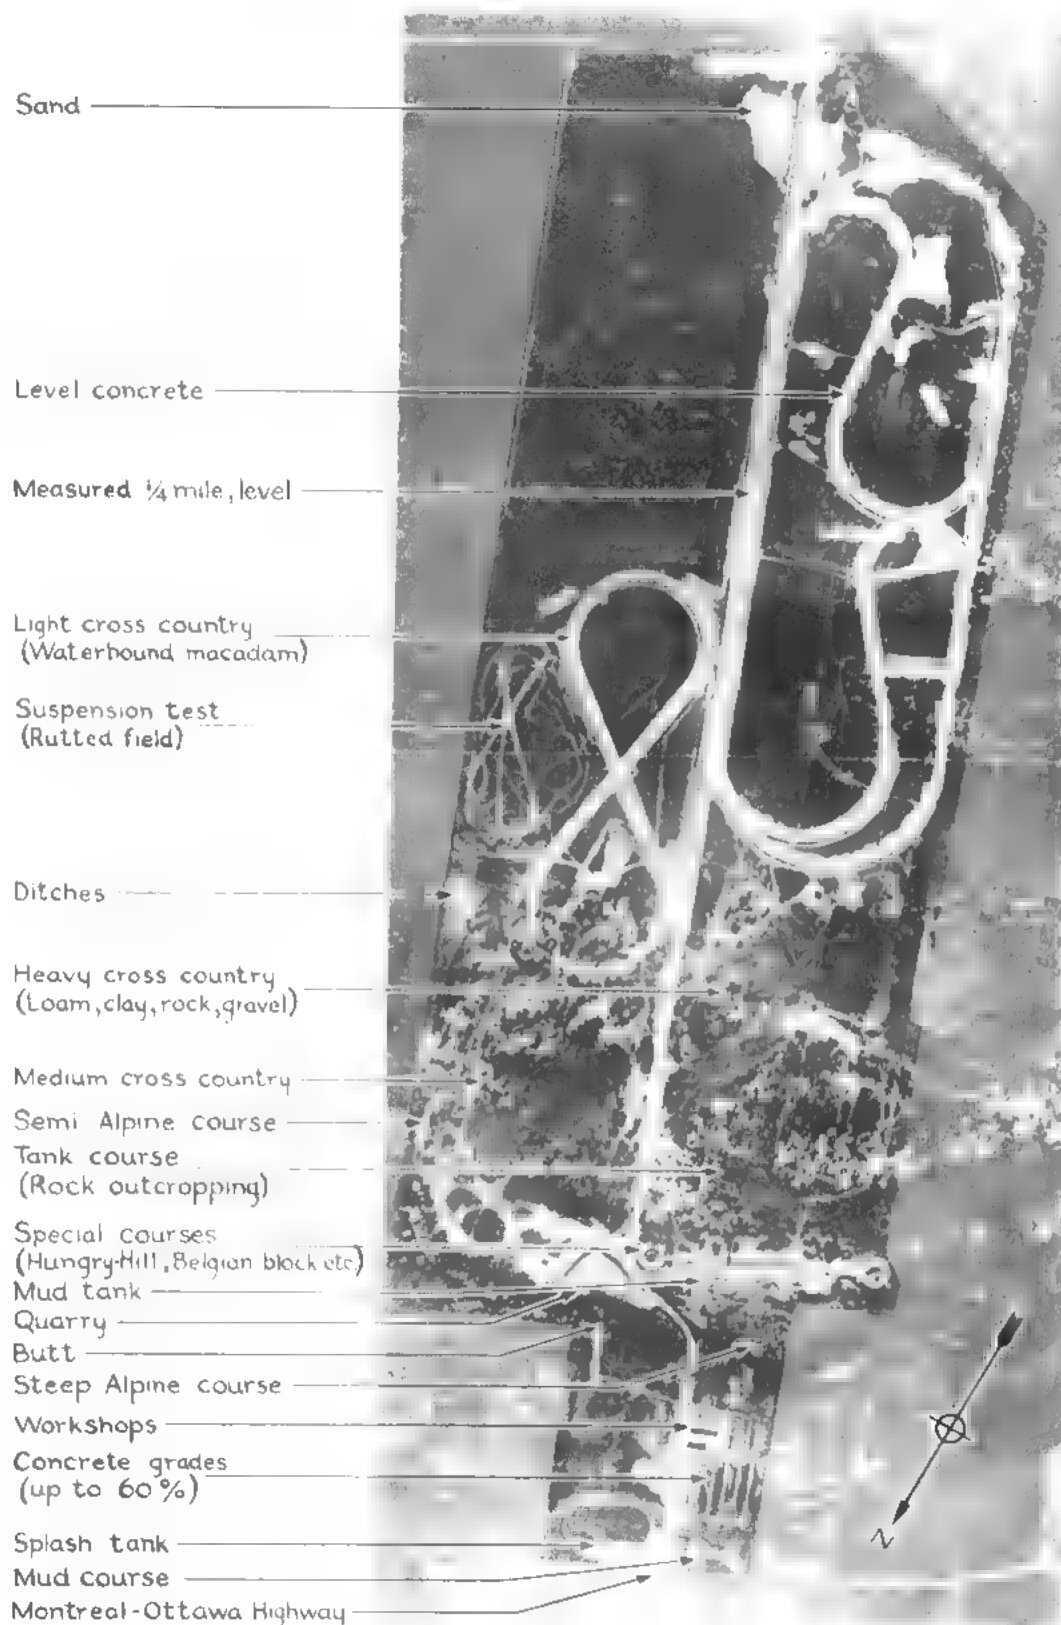 Sand
Level concrete
Measured ¼ mile, level
Light cross country
(Waterbound macadam)
Suspension test
(Rutted field)
Ditches
Heavy cross country
(Loam, clay, rock, gravel)
Medium cross country
Semi Alpine course
Tank course
(Rock outcropping)
Special courses
(Hungry-Hill, Belgian block etc)
Mud tank
Quarry
Butt
Steep Alpine course
Workshops
Concrete grades
(up to 60%)
N
Splash tank
Mud course
Montreal-Ottawa Highway